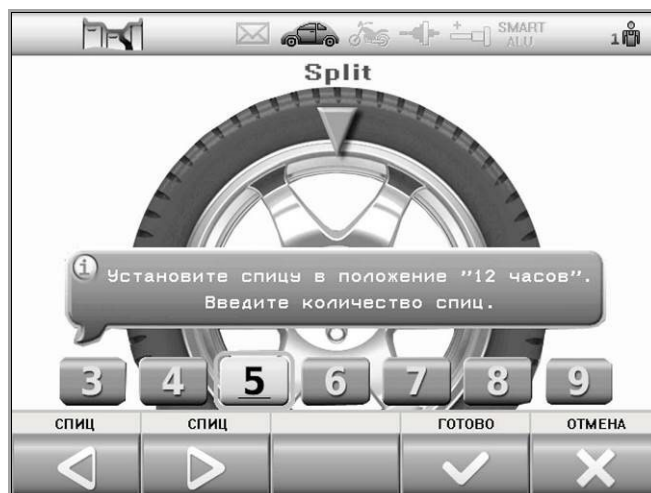 SMART
ALU
1
Split
Установите спицу в положение "12 часов".
Введите количество спиц.
3 4 5 6 7 8 9
СПИЦ СПИЦ ГОТОВО ОТМЕНА